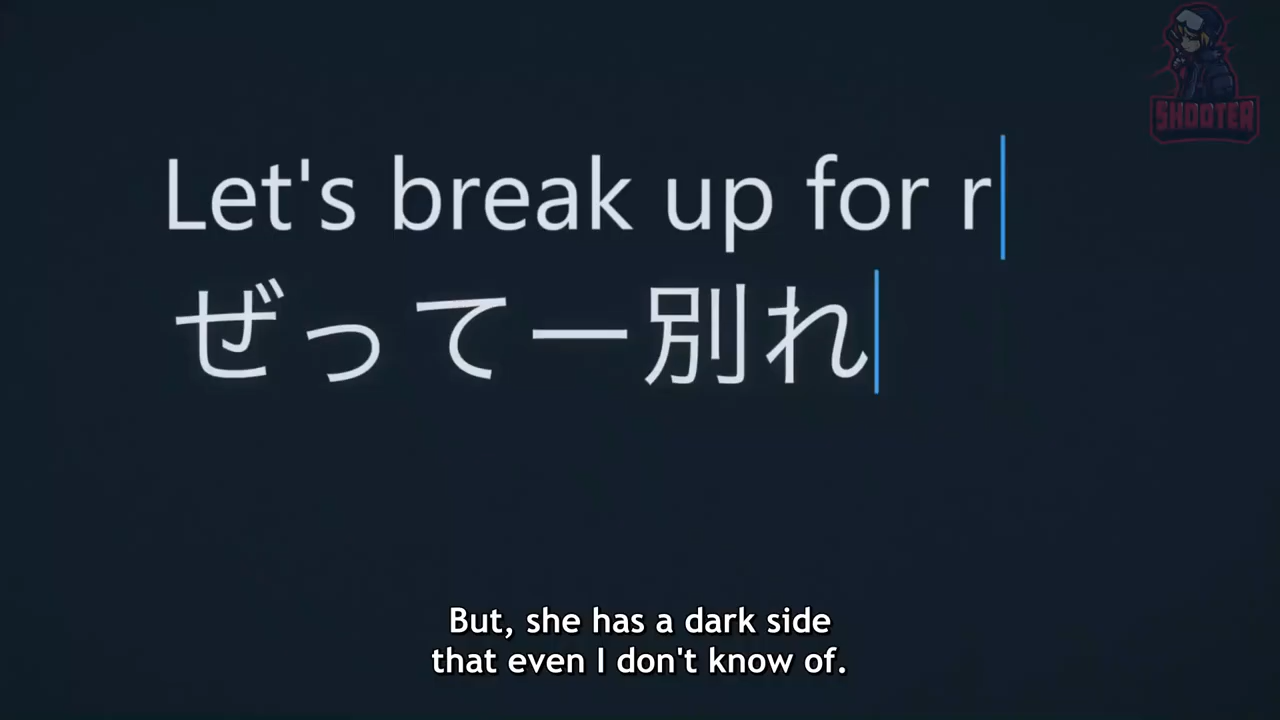 SHOOTER
Let's break up for r
ぜってー別れ
But, she has a dark side
that even I don't know of.